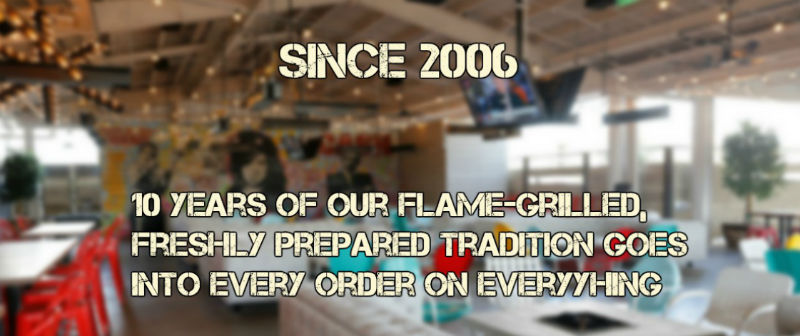 SINCE 2006
10 YEARS OF OUR FLAME-GRILLED,
FRESHLY PREPARED TRADITION GOES
INTO EVERY ORDER ON EVERYYHING